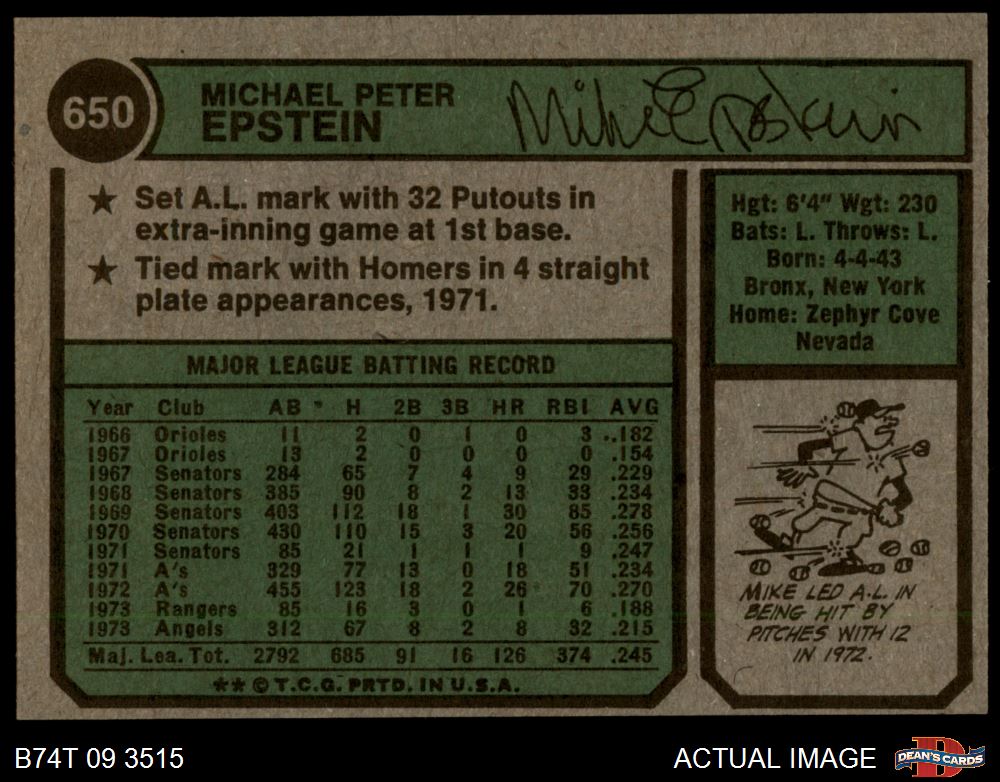 650
MICHAEL PETER
EPSTEIN
Mike Epstein
★ Set A.L. mark with 32 Putouts in
extra-inning game at 1st base.
★ Tied mark with Homers in 4 straight
plate appearances, 1971.
Hgt: 6'4" Wgt: 230
Bats: L. Throws: L.
Born: 4-4-43
Bronx, New York
Home: Zephyr Cove
Nevada
MAJOR LEAGUE BATTING RECORD
Year Club AB H 2B 3B HR RBI AVG
1966 Orioles 11 2 0 1 0 3 .182
1967 Orioles 13 2 0 0 0 0 .154
1967 Senators 284 65 7 4 9 29 .229
1968 Senators 385 90 8 2 13 33 .234
1969 Senators 403 112 18 1 30 85 .278
1970 Senators 430 110 15 3 20 56 .256
1971 Senators 85 21 1 1 1 9 .247
1971 A's 329 77 13 0 18 51 .234
1972 A's 455 123 18 2 26 70 .270
1973 Rangers 85 16 3 0 1 6 .188
1973 Angels 312 67 8 2 8 32 .215
Maj. Lea. Tot. 2792 685 91 16 126 374 .245
** © T.C.G. PRTD. IN U.S.A.
MIKE LED A.L. IN
BEING HIT BY
PITCHES WITH 12
IN 1972.
B74T 09 3515
ACTUAL IMAGE
D
DEAN'S CARDS